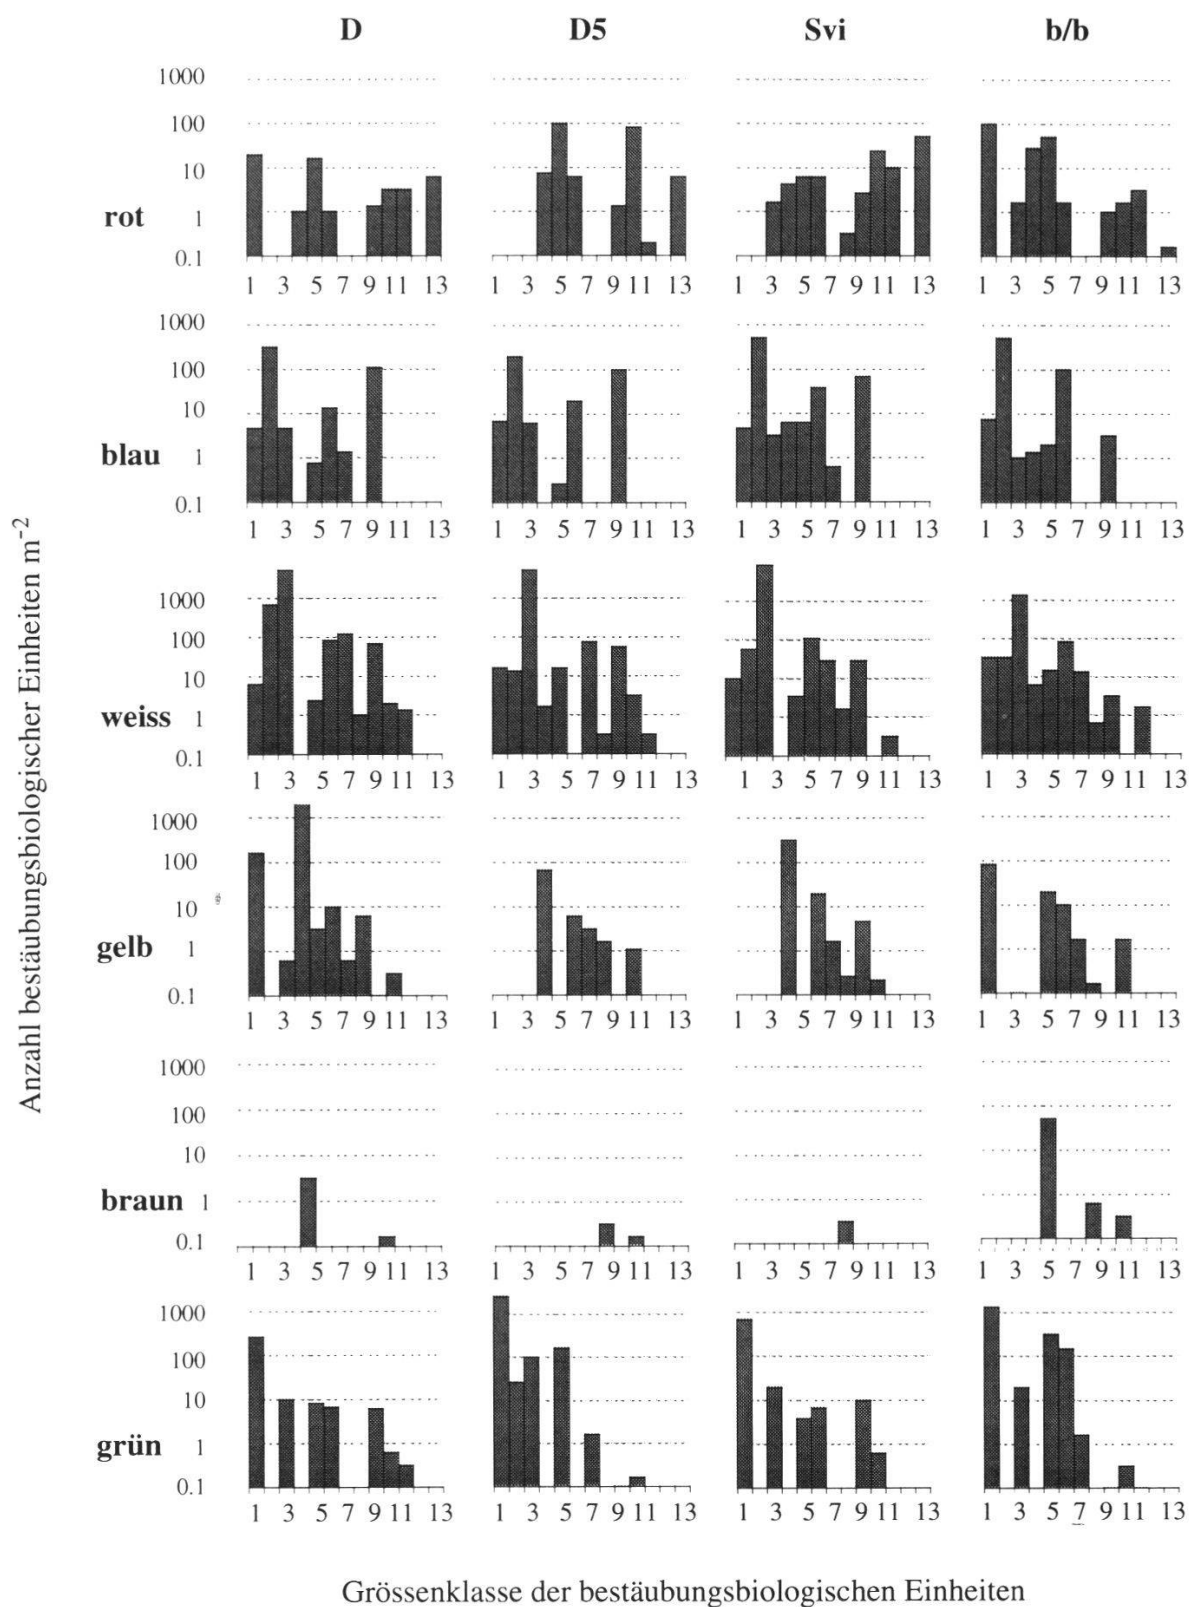 D D5 Svi b/b
Anzahl bestäubungsbiologischer Einheiten m⁻²
rot
1000
100
10
1
0.1
1 3 5 7 9 11 13 1 3 5 7 9 11 13 1 3 5 7 9 11 13 1 3 5 7 9 11 13
blau
1000
100
10
1
0.1
1 3 5 7 9 11 13 1 3 5 7 9 11 13 1 3 5 7 9 11 13 1 3 5 7 9 11 13
weiss
1000
100
10
1
0.1
1 3 5 7 9 11 13 1 3 5 7 9 11 13 1 3 5 7 9 11 13 1 3 5 7 9 11 13
gelb
1000
100
10
1
0.1
1 3 5 7 9 11 13 1 3 5 7 9 11 13 1 3 5 7 9 11 13 1 3 5 7 9 11 13
braun
1000
100
10
1
0.1
1 3 5 7 9 11 13 1 3 5 7 9 11 13 1 3 5 7 9 11 13 1 3 5 7 9 11 13
grün
1000
100
10
1
0.1
1 3 5 7 9 11 13 1 3 5 7 9 11 13 1 3 5 7 9 11 13 1 3 5 7 9 11 13
Grössenklasse der bestäubungsbiologischen Einheiten